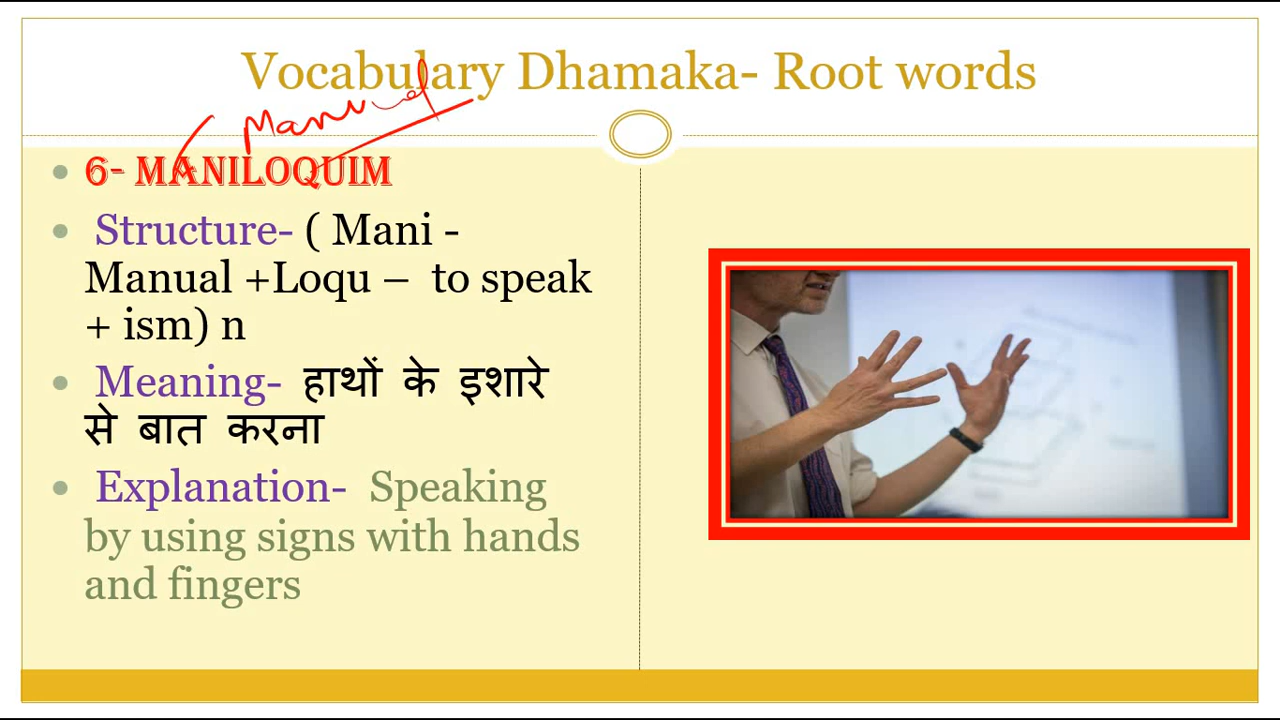 Vocabulary Dhamaka- Root words
Manual
6- MANILOQUIM
Structure- ( Mani -
Manual +Loqu – to speak
+ ism) n
Meaning- हाथों के इशारे
से बात करना
Explanation- Speaking
by using signs with hands
and fingers